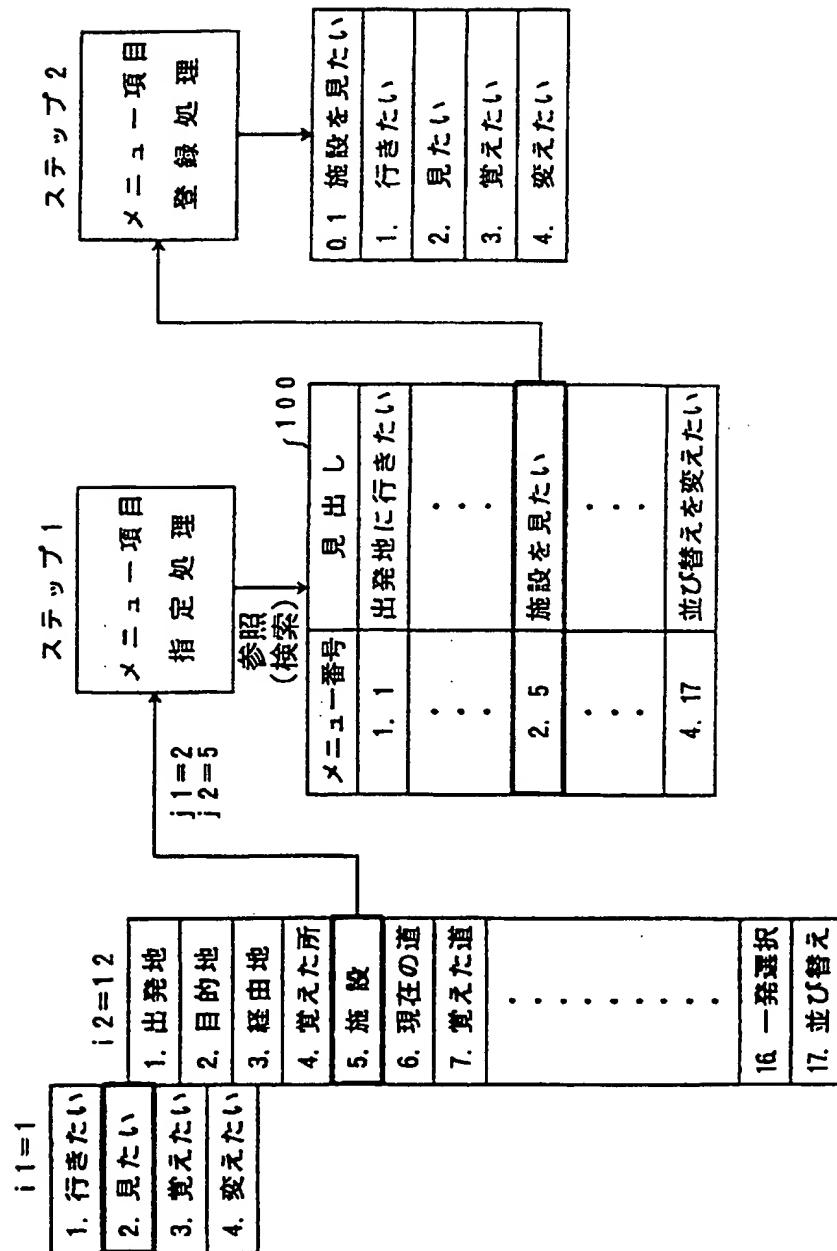 i1=1
1. 行きたい
2. 見たい
3. 覚えたい
4. 変えたい
i2=12
1. 出発地
2. 目的地
3. 経由地
4. 覚えた所
5. 施設
6. 現在の道
7. 覚えた道
・・・・・・・・・
16. 一発選択
17. 並び替え
j1=2
j2=5
ステップ1
メニュー項目
指定処理
参照
(検索)
100
メニュー番号 見出し
1. 1 出発地に行きたい
・・・ ・・・
2. 5 施設を見たい
・・・ ・・・
4. 17 並び替えを変えたい
ステップ2
メニュー項目
登録処理
0.1 施設を見たい
1. 行きたい
2. 見たい
3. 覚えたい
4. 変えたい